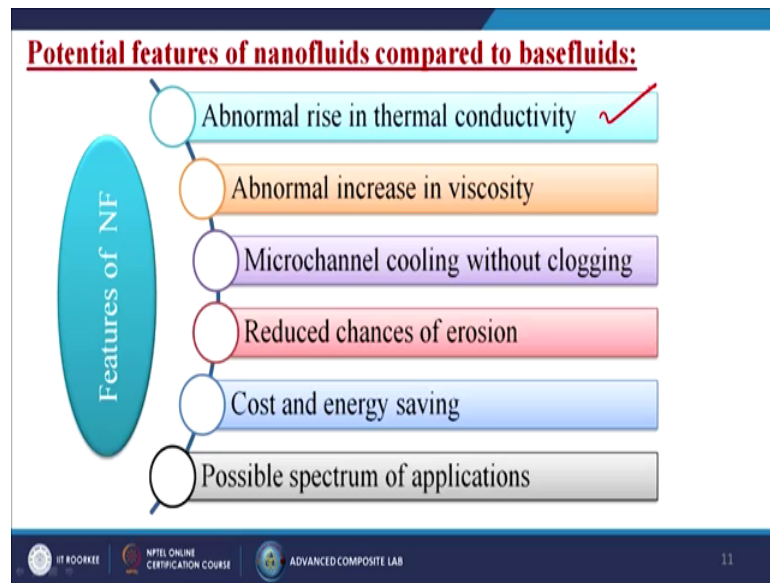 Potential features of nanofluids compared to basefluids:
Features of NF
Abnormal rise in thermal conductivity
Abnormal increase in viscosity
Microchannel cooling without clogging
Reduced chances of erosion
Cost and energy saving
Possible spectrum of applications
IIT ROORKEE
NPTEL ONLINE
CERTIFICATION COURSE
ADVANCED COMPOSITE LAB
11